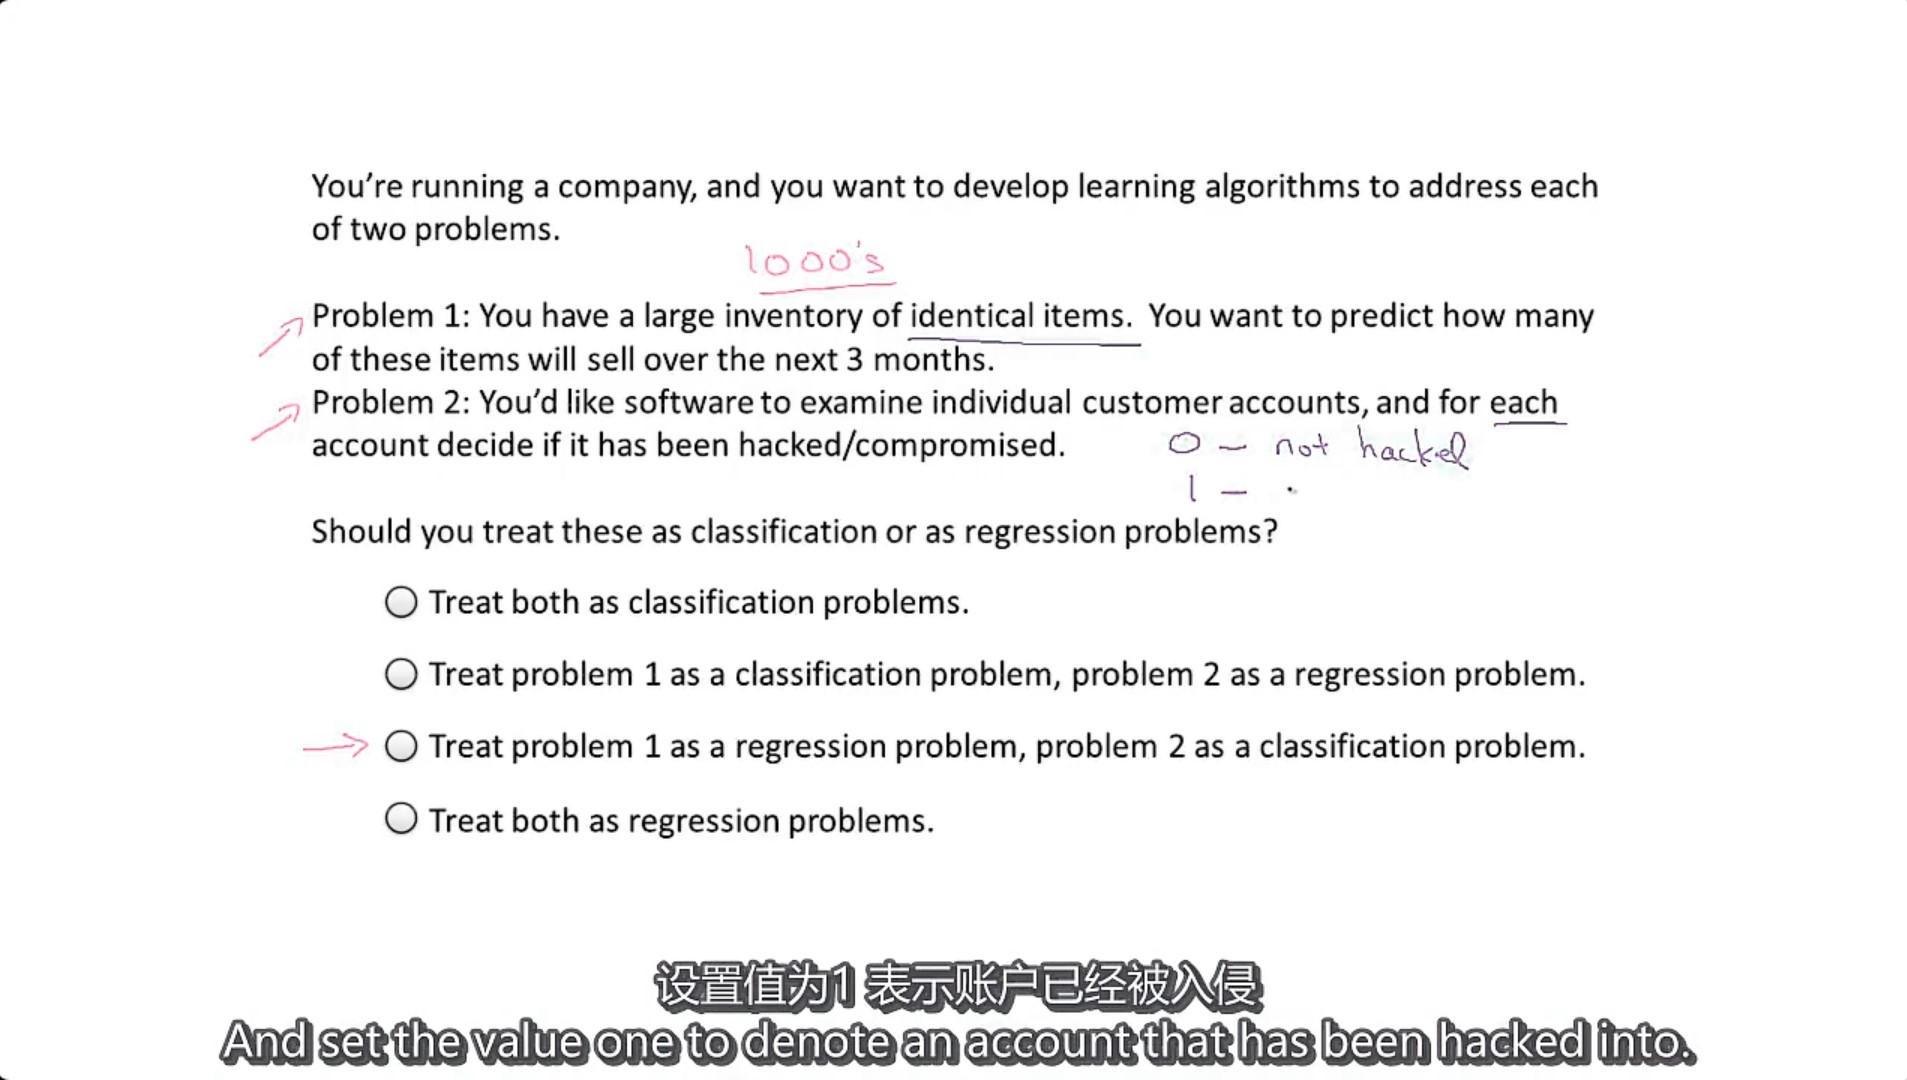 You're running a company, and you want to develop learning algorithms to address each
of two problems.
1000's
Problem 1: You have a large inventory of identical items. You want to predict how many
of these items will sell over the next 3 months.
Problem 2: You'd like software to examine individual customer accounts, and for each
account decide if it has been hacked/compromised.
0 - not hacked
1 -
Should you treat these as classification or as regression problems?
Treat both as classification problems.
Treat problem 1 as a classification problem, problem 2 as a regression problem.
Treat problem 1 as a regression problem, problem 2 as a classification problem.
Treat both as regression problems.
设置值为1 表示账户已经被入侵
And set the value one to denote an account that has been hacked into.